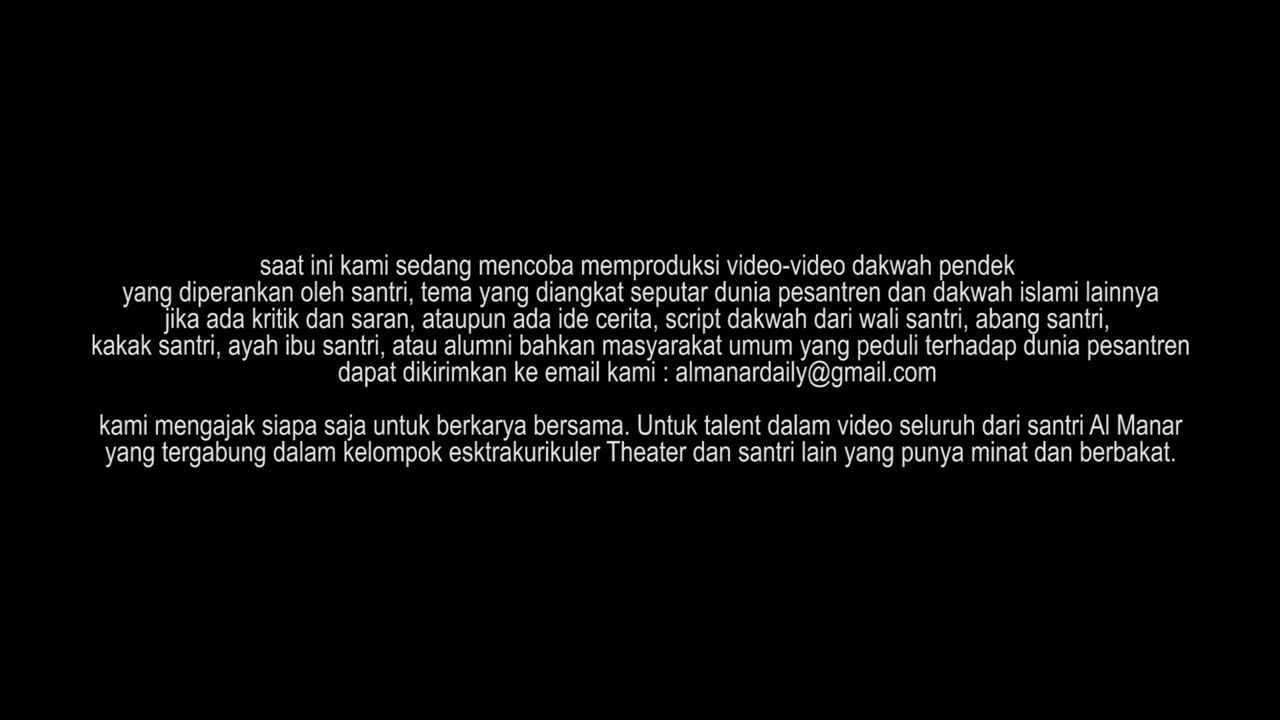 saat ini kami sedang mencoba memproduksi video-video dakwah pendek
yang diperankan oleh santri, tema yang diangkat seputar dunia pesantren dan dakwah islami lainnya
jika ada kritik dan saran, ataupun ada ide cerita, script dakwah dari wali santri, abang santri,
kakak santri, ayah ibu santri, atau alumni bahkan masyarakat umum yang peduli terhadap dunia pesantren
dapat dikirimkan ke email kami : almanardaily@gmail.com
kami mengajak siapa saja untuk berkarya bersama. Untuk talent dalam video seluruh dari santri Al Manar
yang tergabung dalam kelompok esktrakurikuler Theater dan santri lain yang punya minat dan berbakat.